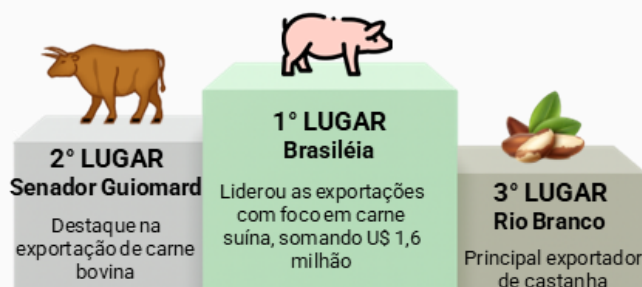 1° LUGAR
Brasiléia
Liderou as exportações
com foco em carne
suína, somando U$ 1,6
milhão
2° LUGAR
Senador Guiomard
Destaque na
exportação de carne
bovina
3° LUGAR
Rio Branco
Principal exportador
de castanha